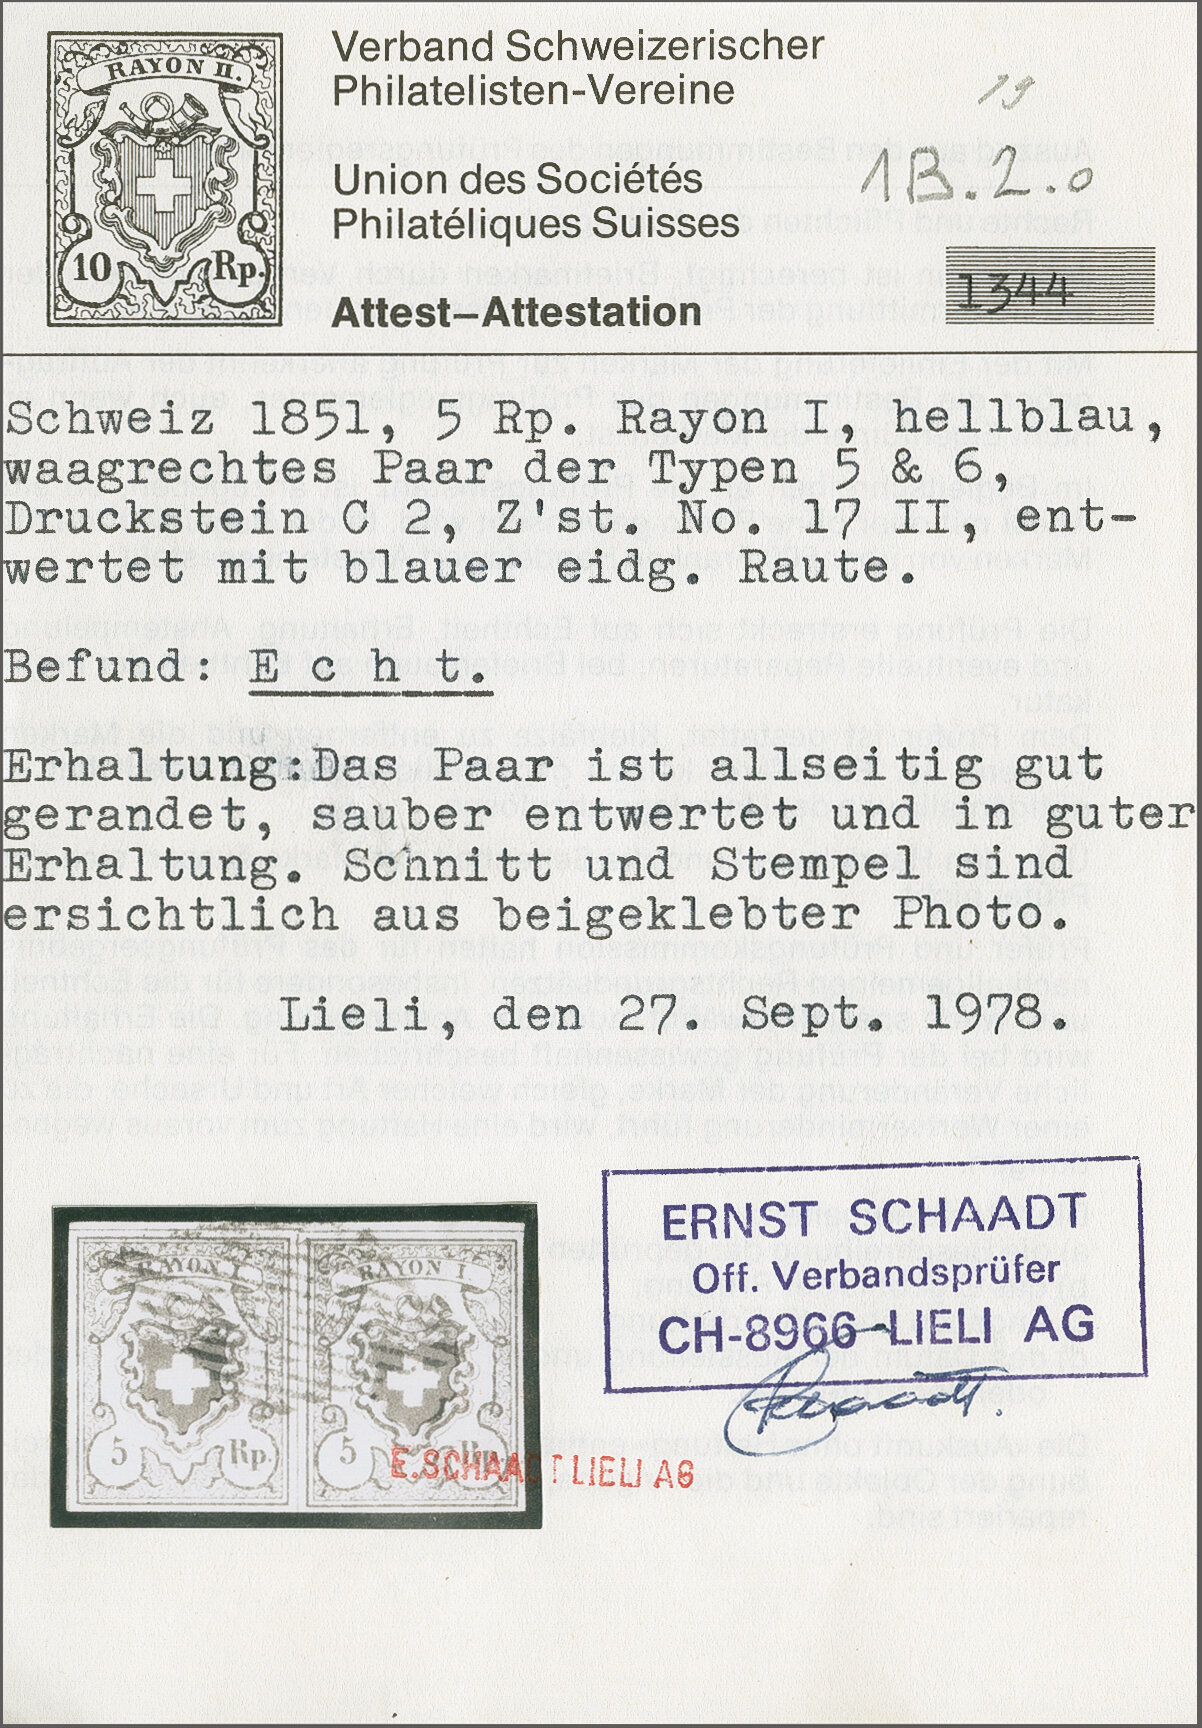 RAYON II.
10 Rp.
Verband Schweizerischer
Philatelisten-Vereine
Union des Sociétés
Philatéliques Suisses
Attest–Attestation
19
1B.2.0
1344
Schweiz 1851, 5 Rp. Rayon I, hellblau,
waagrechtes Paar der Typen 5 & 6,
Druckstein C 2, Z'st. No. 17 II, ent-
wertet mit blauer eidg. Raute.
Befund: E c h t.
Erhaltung:Das Paar ist allseitig gut
gerandet, sauber entwertet und in guter
Erhaltung. Schnitt und Stempel sind
ersichtlich aus beigeklebter Photo.
Lieli, den 27. Sept. 1978.
RAYON I RAYON I
5 Rp. 5 Rp.
E.SCHAADT LIELI AG
ERNST SCHAADT
Off. Verbandsprüfer
CH-8966-LIELI AG
Schaadt.